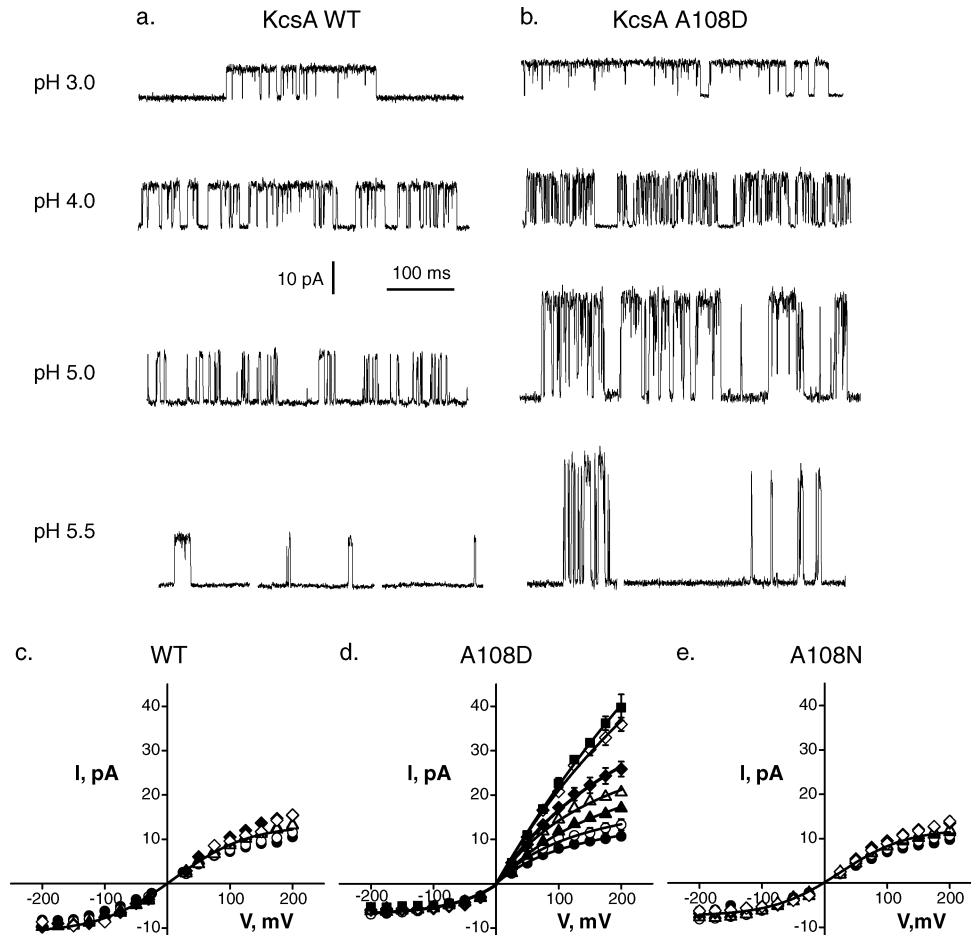 a. KcsA WT
b. KcsA A108D
pH 3.0
pH 4.0
10 pA
100 ms
pH 5.0
pH 5.5
c. WT
40
30
I, pA
20
10
-200 -100 100 200
V, mV
-10
d. A108D
40
30
I, pA
20
10
-200 -100 100 200
V, mV
-10
e. A108N
40
30
I, pA
20
10
-200 -100 100 200
V,mV
-10